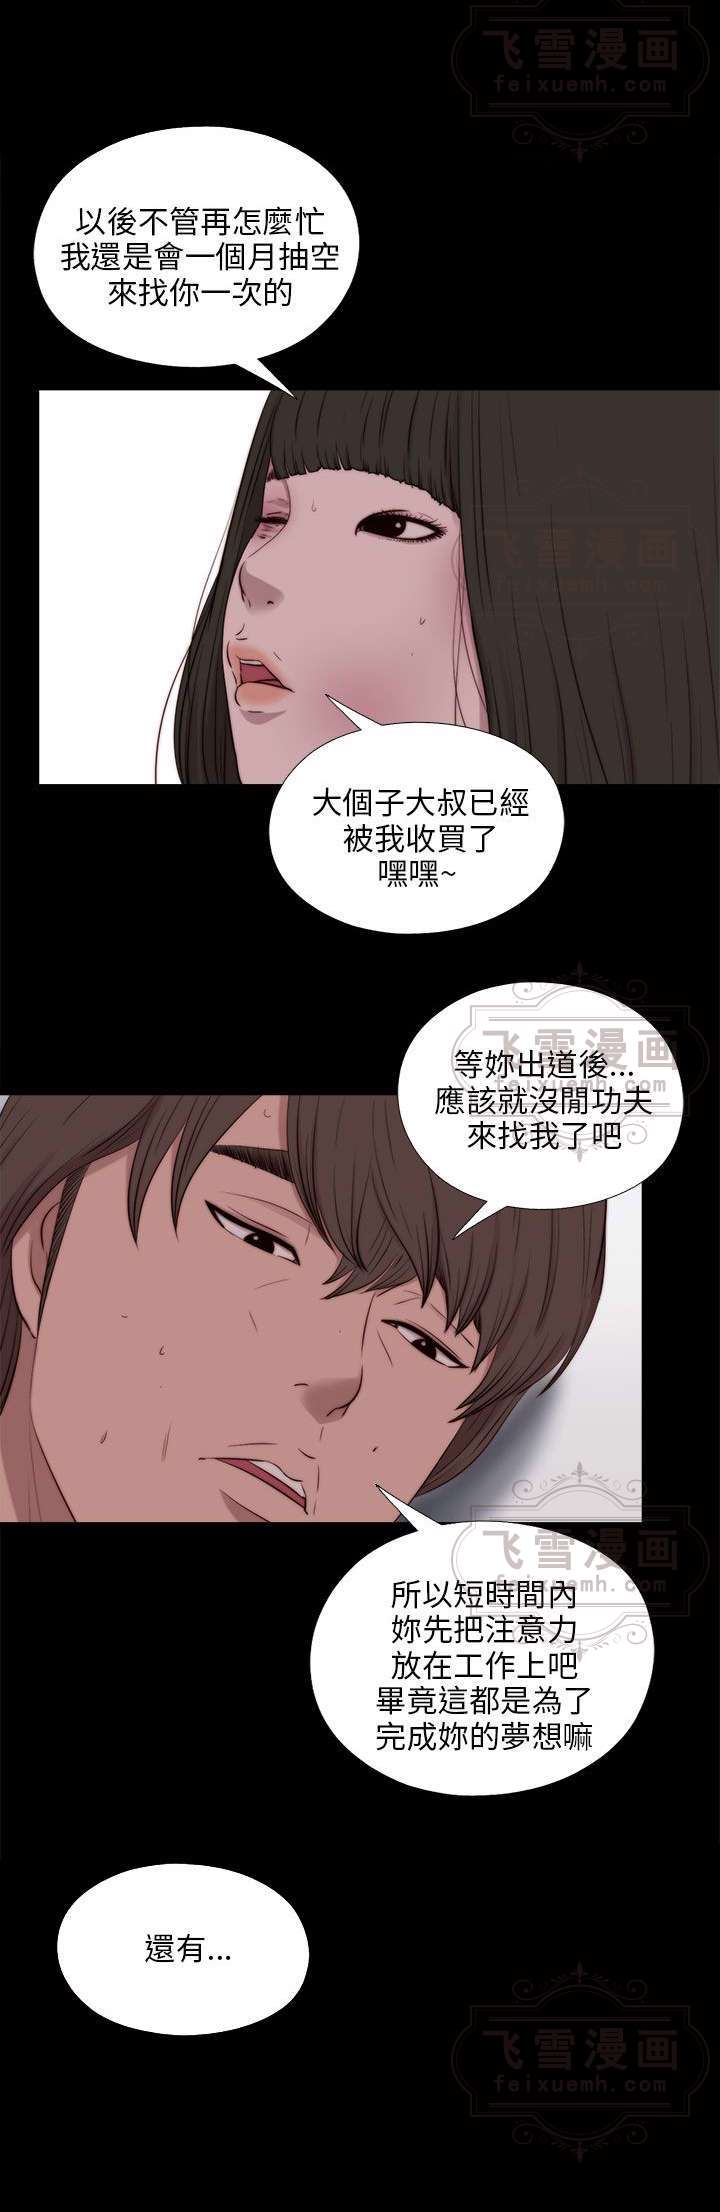 飞雪漫画
feixuemh.com
以後不管再怎麼忙
我還是會一個月抽空
來找你一次的
飞雪漫画
feixuemh.com
大個子大叔已經
被我收買了
嘿嘿~
飞雪漫画
feixuemh.com
等妳出道後...
應該就沒閒功夫
來找我了吧
飞雪漫画
feixuemh.com
所以短時間內
妳先把注意力
放在工作上吧
畢竟這都是為了
完成妳的夢想嘛
還有...
飞雪漫画
feixuemh.com